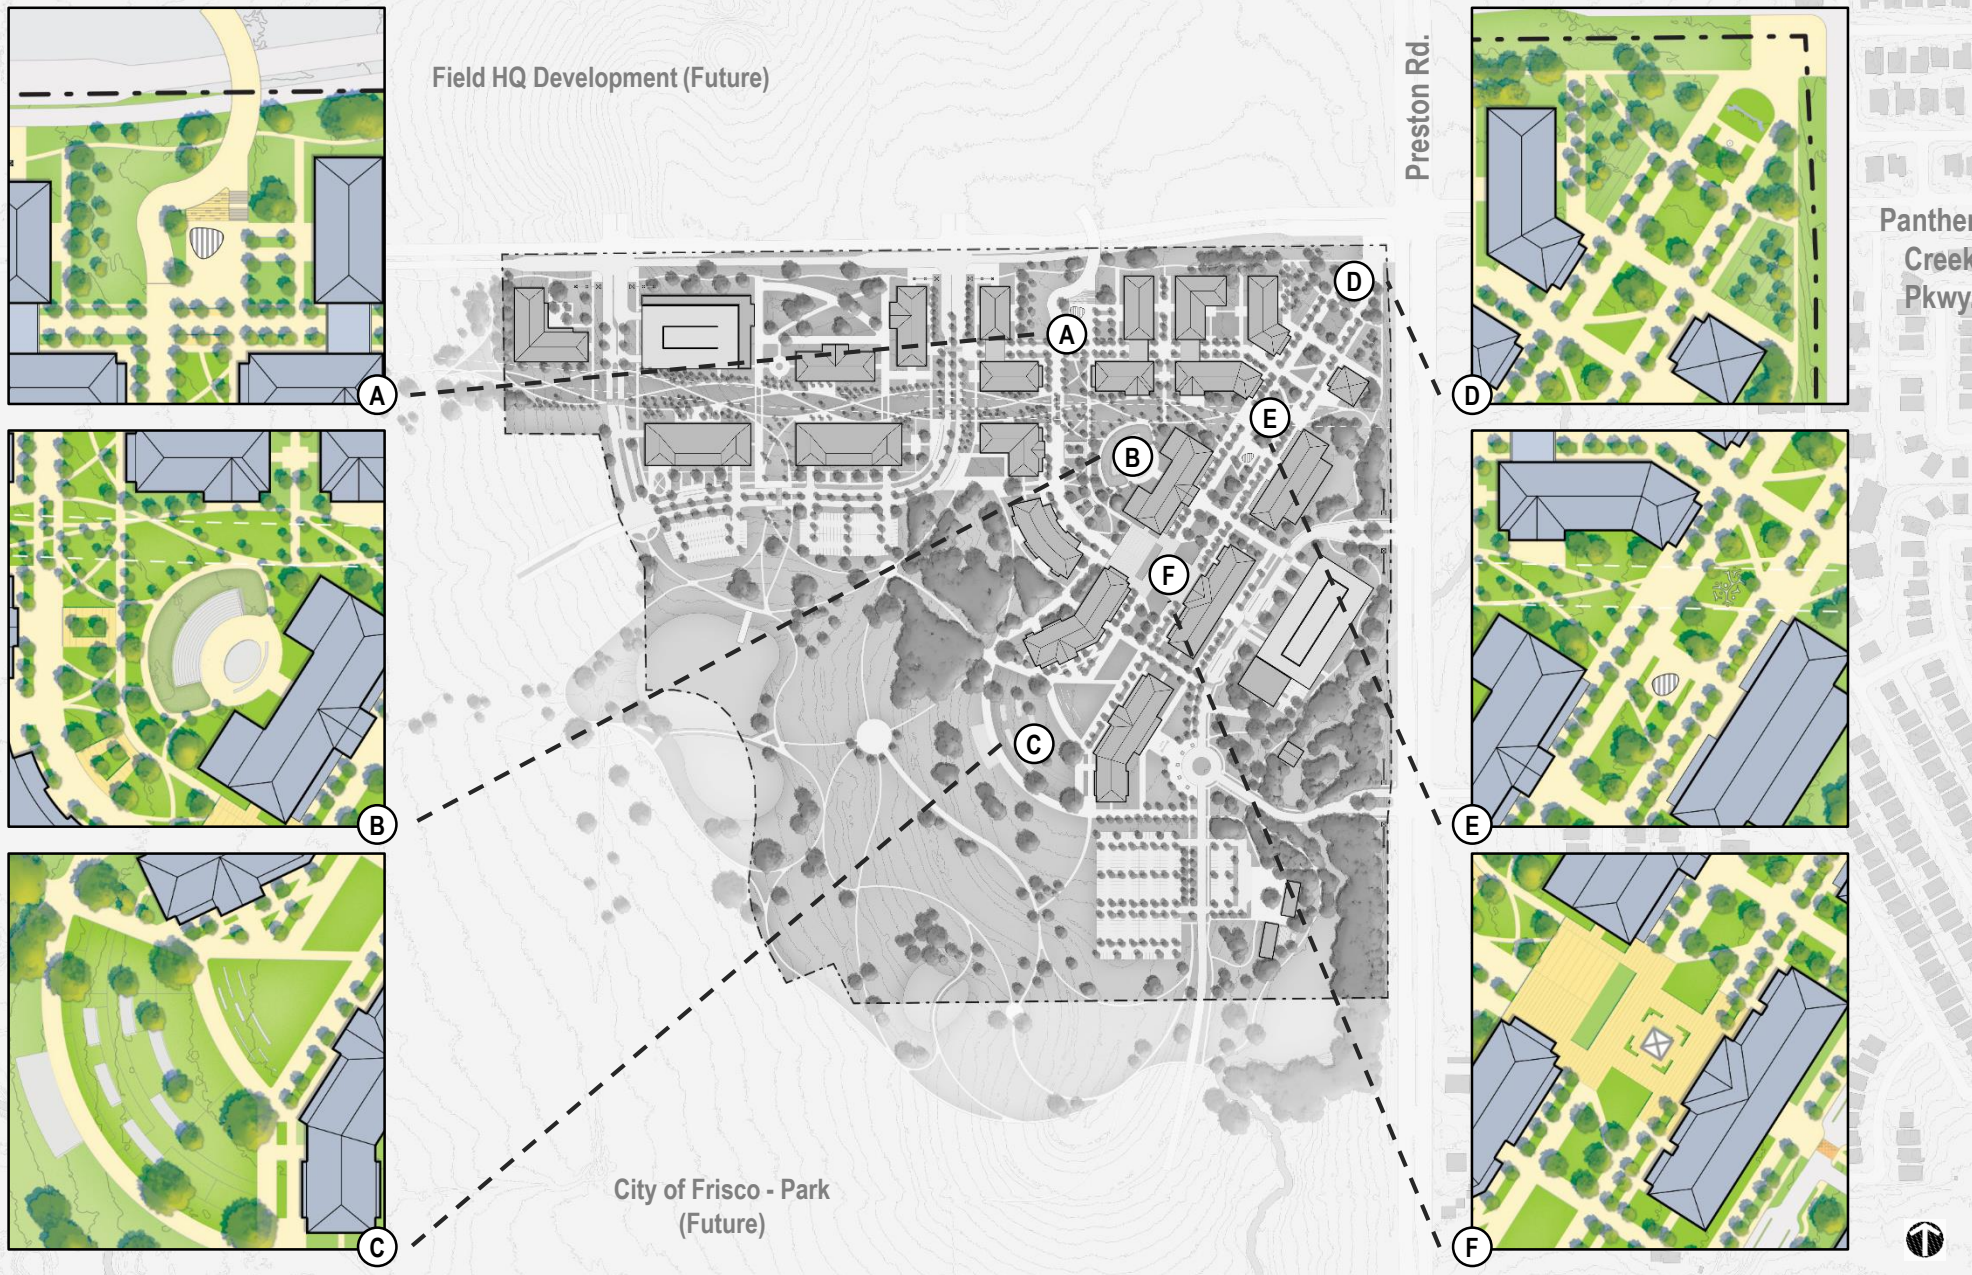 Field HQ Development (Future)
Preston Rd.
Panther
Creek
Pkwy
A
A
B
B
C
C
D
D
E
E
F
F
City of Frisco - Park
(Future)